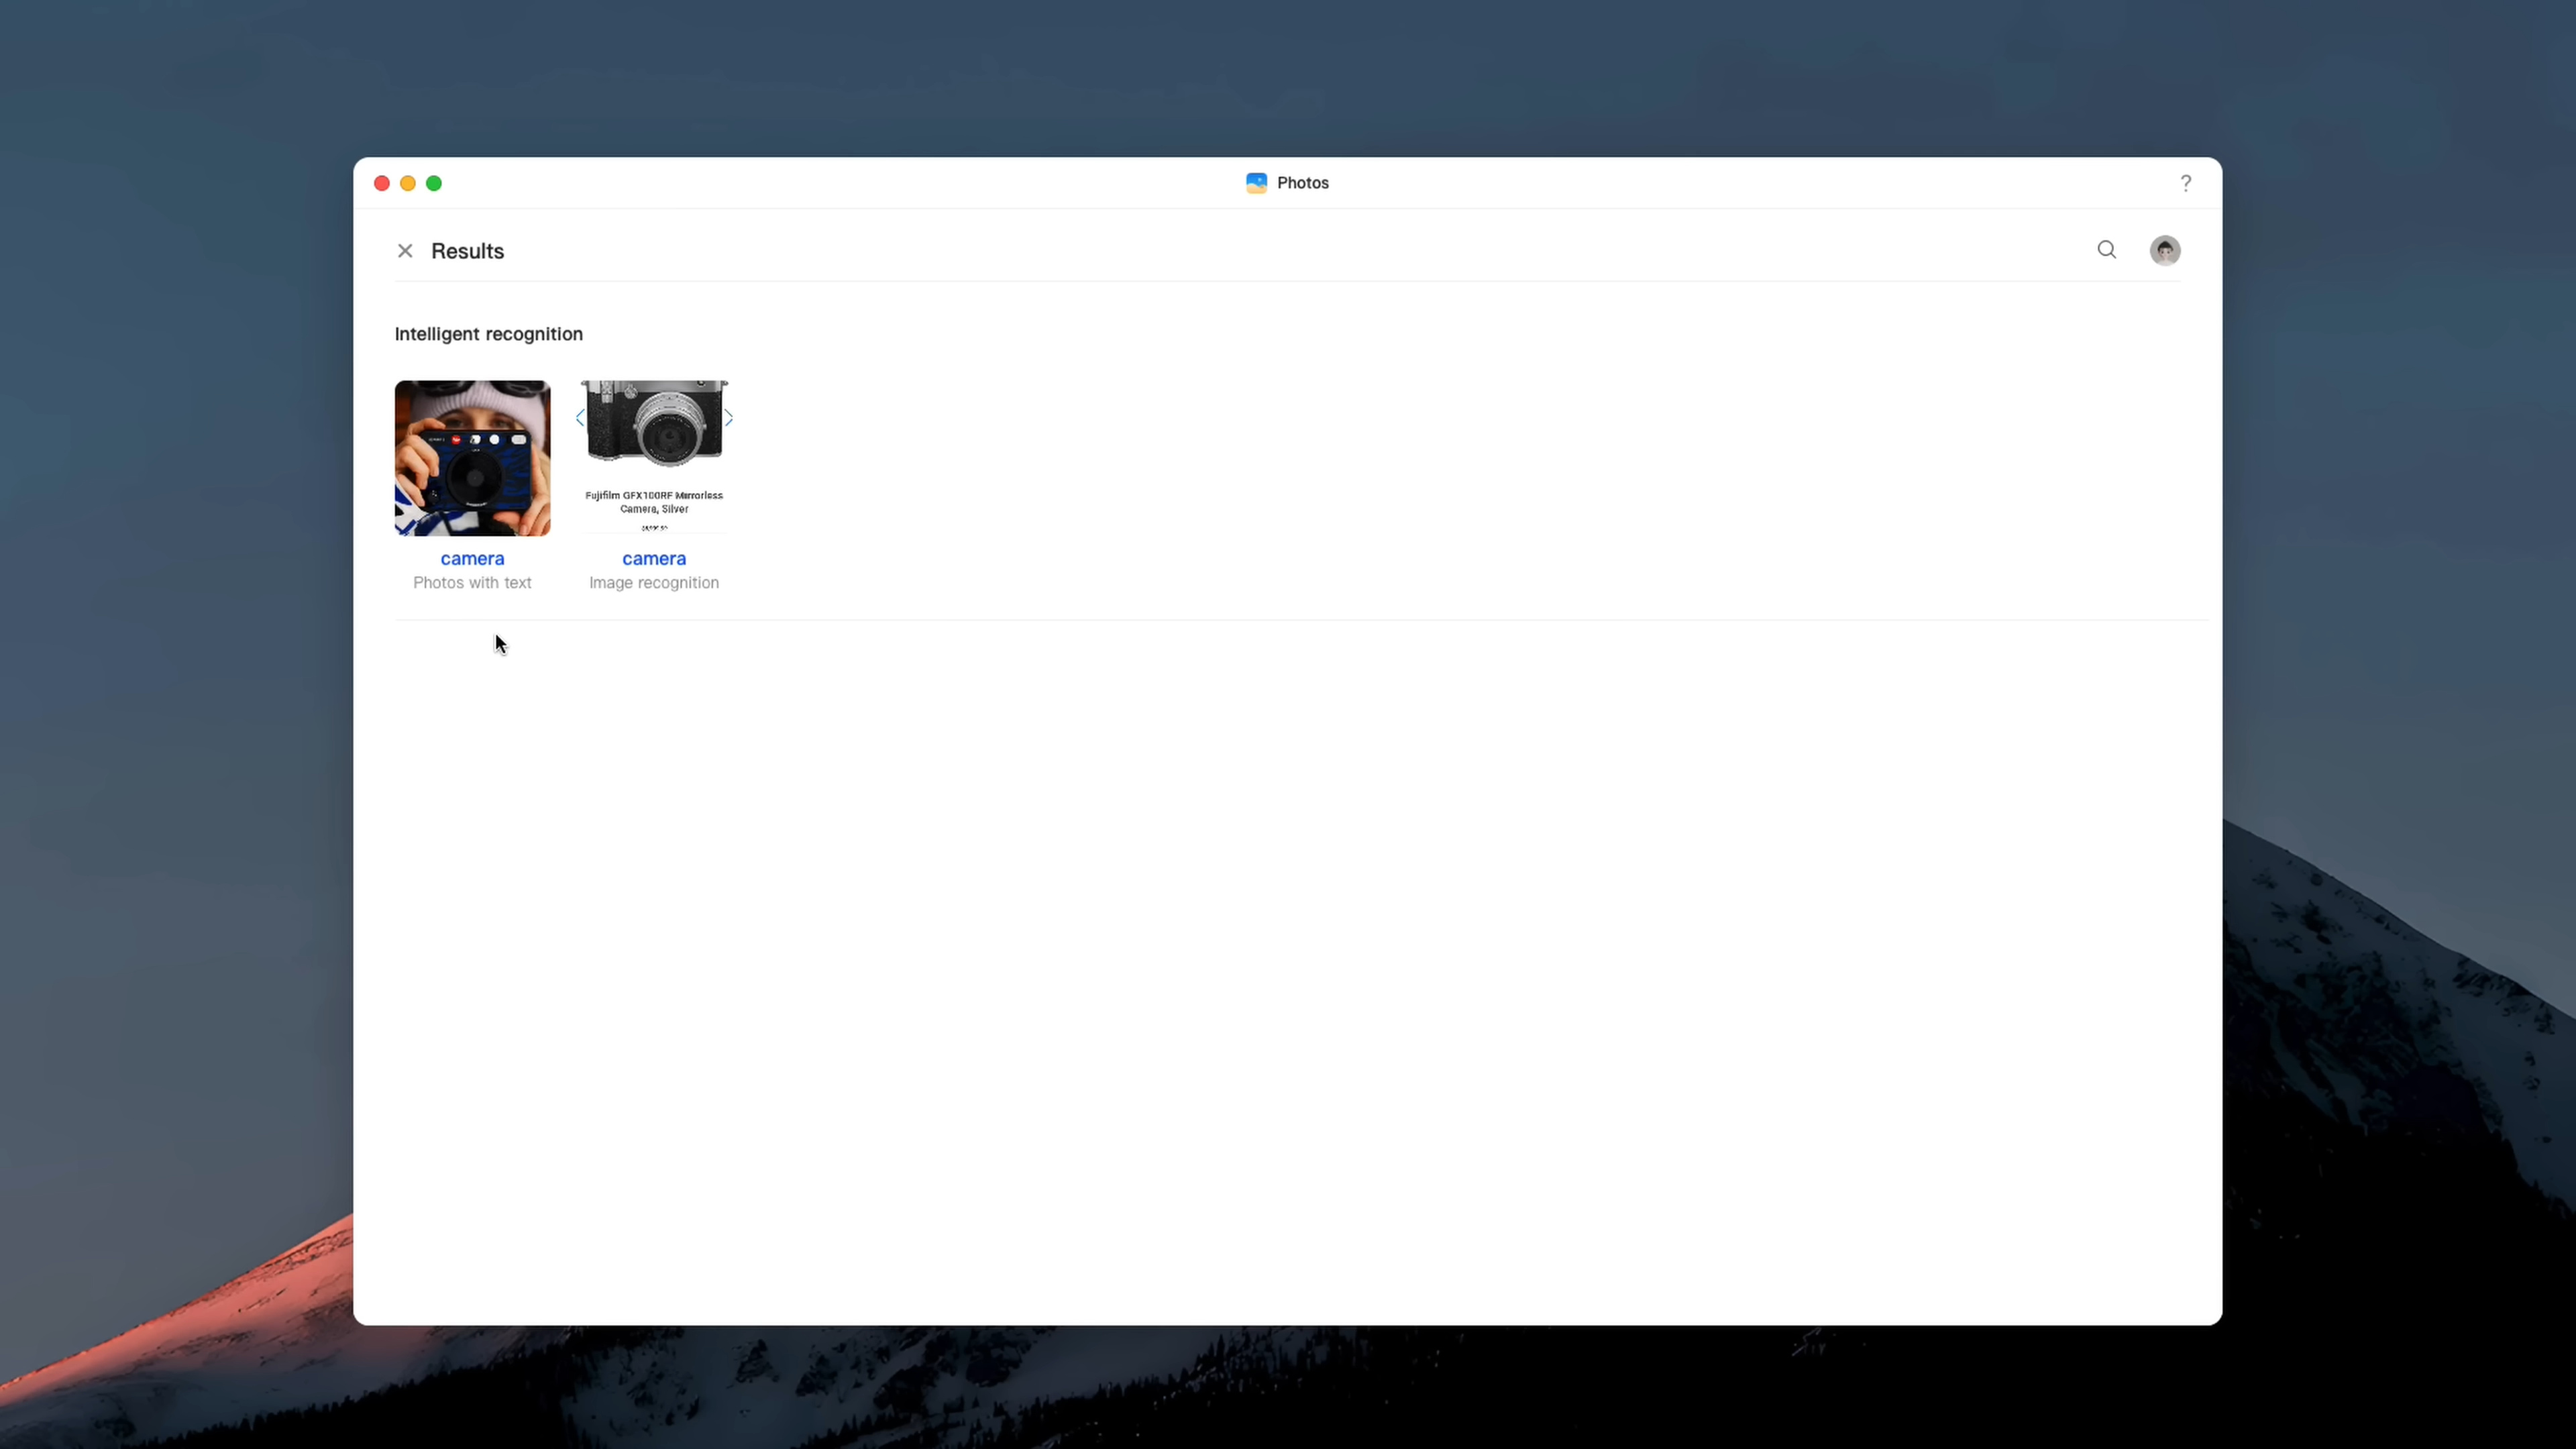 Photos
?
Results
Intelligent recognition
Fujifilm GFX100RF Mirrorless
Camera, Silver
camera
Photos with text
camera
Image recognition